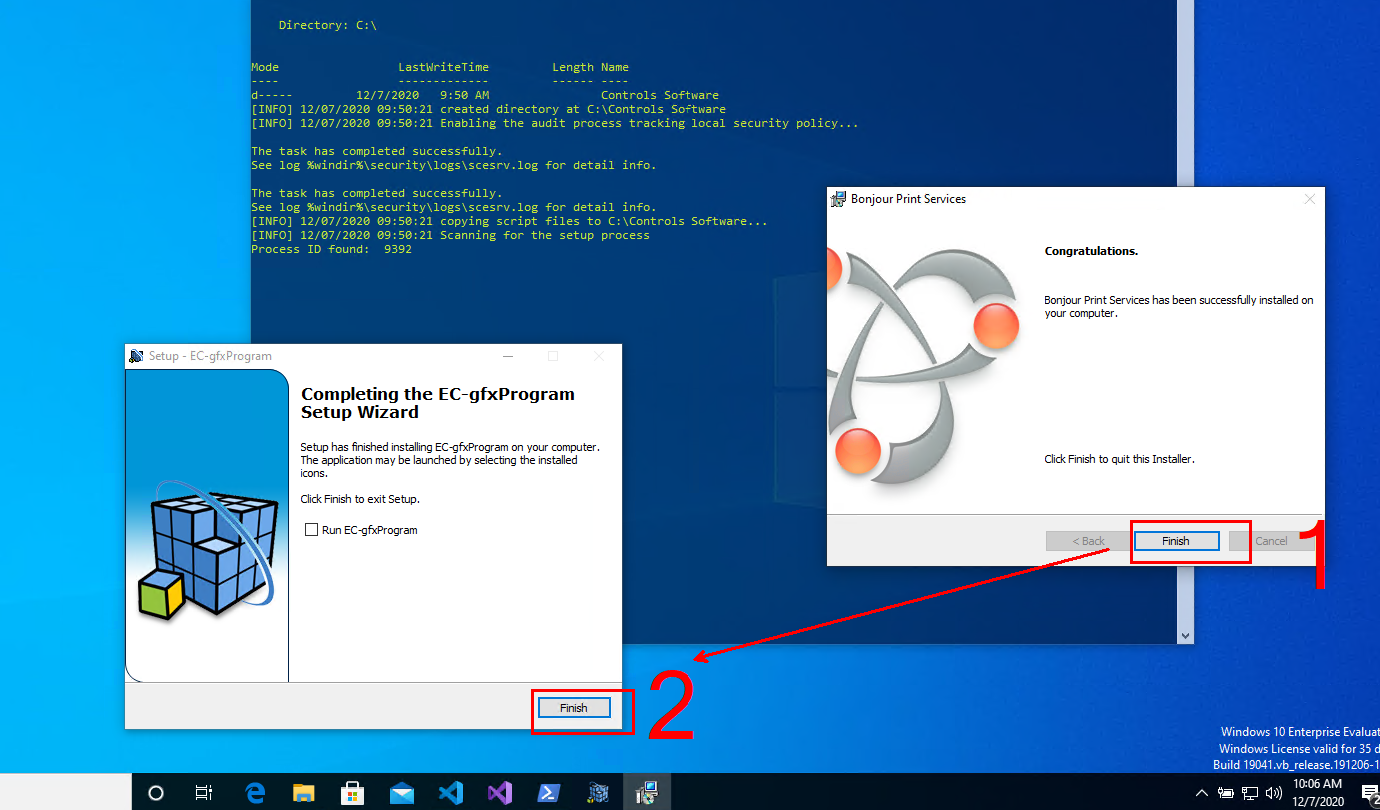 Directory: C:\
Mode                 LastWriteTime         Length Name
----                 -------------         ------ ----
d-----         12/7/2020   9:50 AM                Controls Software
[INFO] 12/07/2020 09:50:21 created directory at C:\Controls Software
[INFO] 12/07/2020 09:50:21 Enabling the audit process tracking local security policy...
The task has completed successfully.
See log %windir%\security\logs\scesrv.log for detail info.
The task has completed successfully.
See log %windir%\security\logs\scesrv.log for detail info.
[INFO] 12/07/2020 09:50:21 copying script files to C:\Controls Software...
[INFO] 12/07/2020 09:50:21 Scanning for the setup process
Process ID found:  9392
Bonjour Print Services
Congratulations.
Bonjour Print Services has been successfully installed on
your computer.
Click Finish to quit this Installer.
< Back
Finish
Cancel
1
Setup - EC-gfxProgram
Completing the EC-gfxProgram
Setup Wizard
Setup has finished installing EC-gfxProgram on your computer.
The application may be launched by selecting the installed
icons.
Click Finish to exit Setup.
Run EC-gfxProgram
Finish
2
Windows 10 Enterprise Evaluat
Windows License valid for 35 d
Build 19041.vb_release.191206-1
10:06 AM
12/7/2020
2